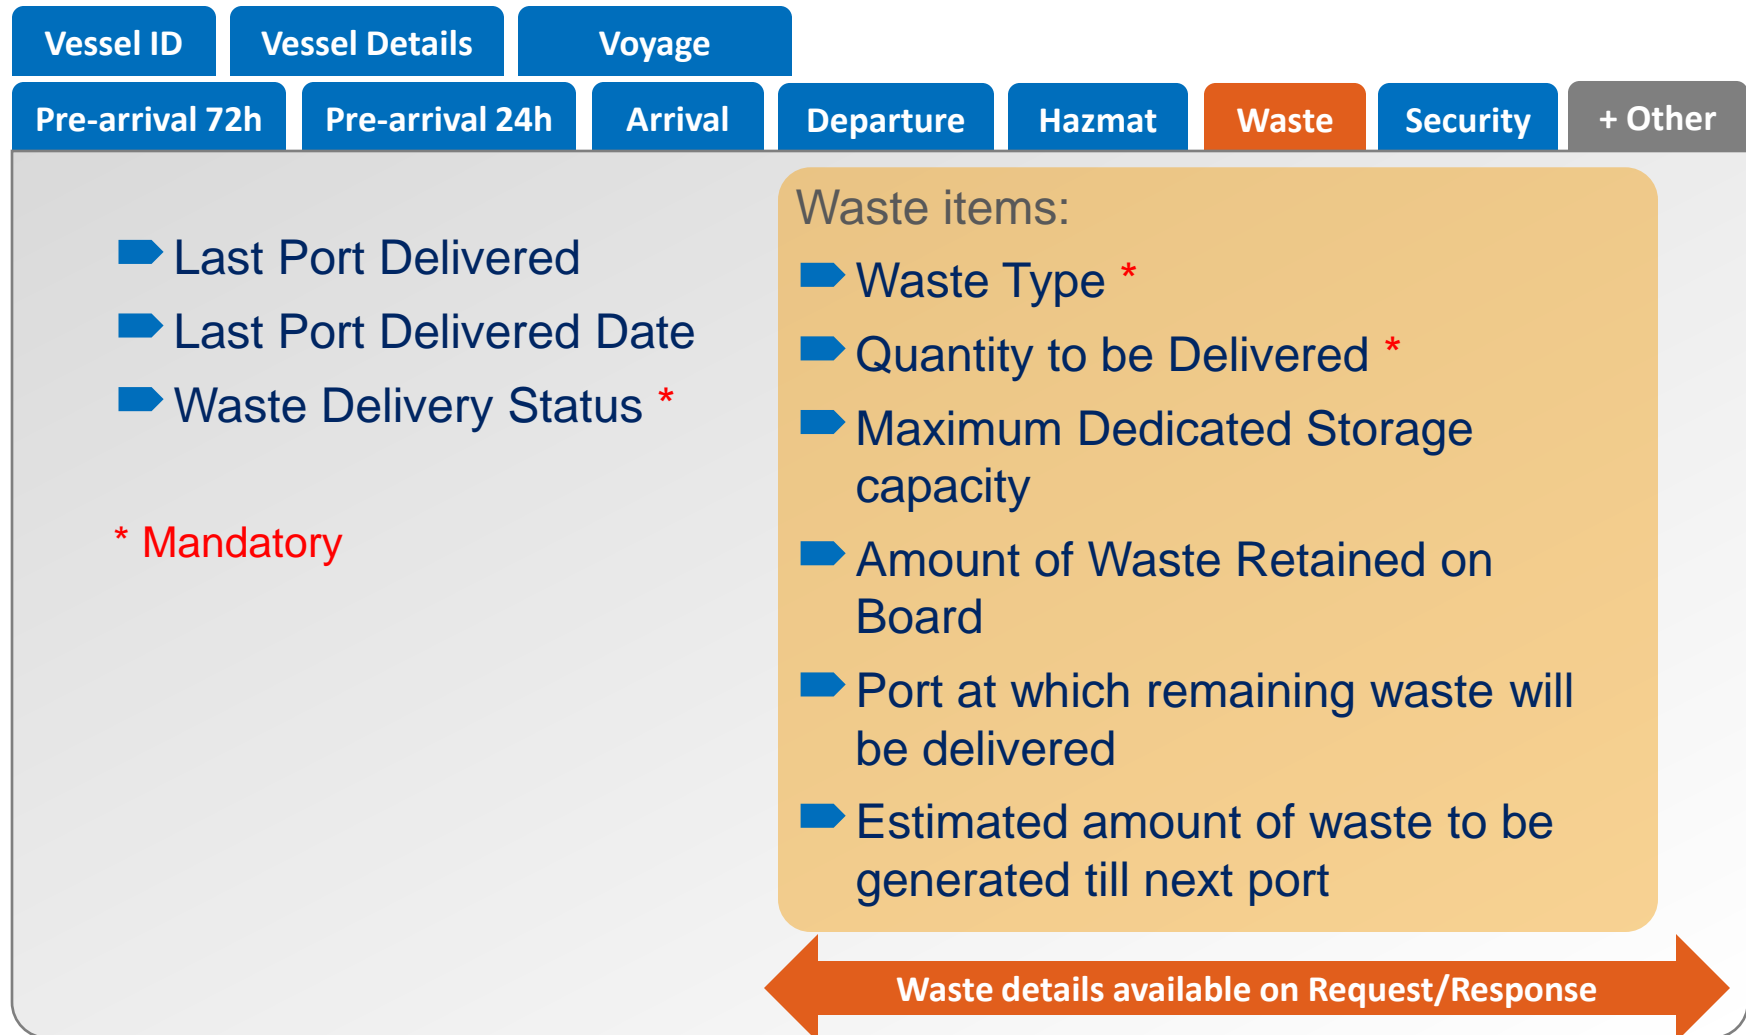 Vessel ID
Vessel Details
Voyage
Pre-arrival 72h
Pre-arrival 24h
Arrival
Departure
Hazmat
Waste
Security
+ Other
Last Port Delivered
Last Port Delivered Date
Waste Delivery Status *
* Mandatory
Waste items:
Waste Type *
Quantity to be Delivered *
Maximum Dedicated Storage
capacity
Amount of Waste Retained on
Board
Port at which remaining waste will
be delivered
Estimated amount of waste to be
generated till next port
Waste details available on Request/Response